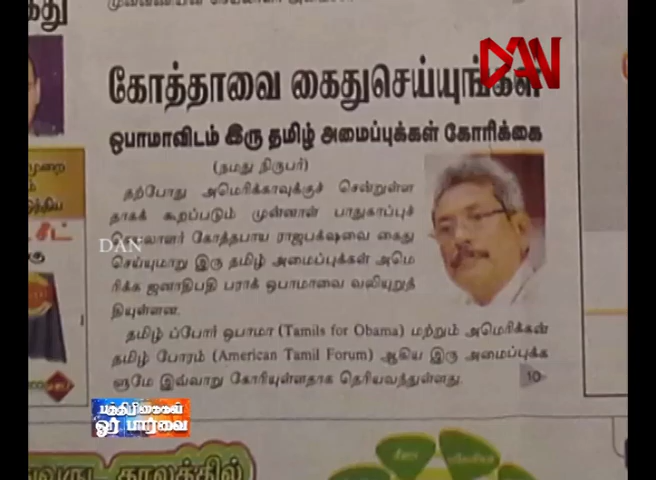 DAN
கோத்தாவை கைதுசெய்யுங்கள்
ஒபாமாவிடம் இரு தமிழ் அமைப்புக்கள் கோரிக்கை
(நமது நிருபர்)
தற்போது அமெரிக்காவுக்குச் சென்றுள்ள
தாகக் கூறப்படும் முன்னாள் பாதுகாப்புச்
செயலாளர் கோத்தபாய ராஜபக்ஷவை கைது
DAN
செய்யுமாறு இரு தமிழ் அமைப்புக்கள் அமெ
ரிக்க ஜனாதிபதி பராக் ஒபாமாவை வலியுறுத்
தியுள்ளன.
தமிழ் ப்போர் ஒபாமா (Tamils for Obama) மற்றும் அமெரிக்கன்
தமிழ் போரம் (American Tamil Forum) ஆகிய இரு அமைப்புக்க
ளுமே இவ்வாறு கோரியுள்ளதாக தெரியவந்துள்ளது.
10
முறை
பத்திரிகைகள்
ஓர் பார்வை
காலத்தில்